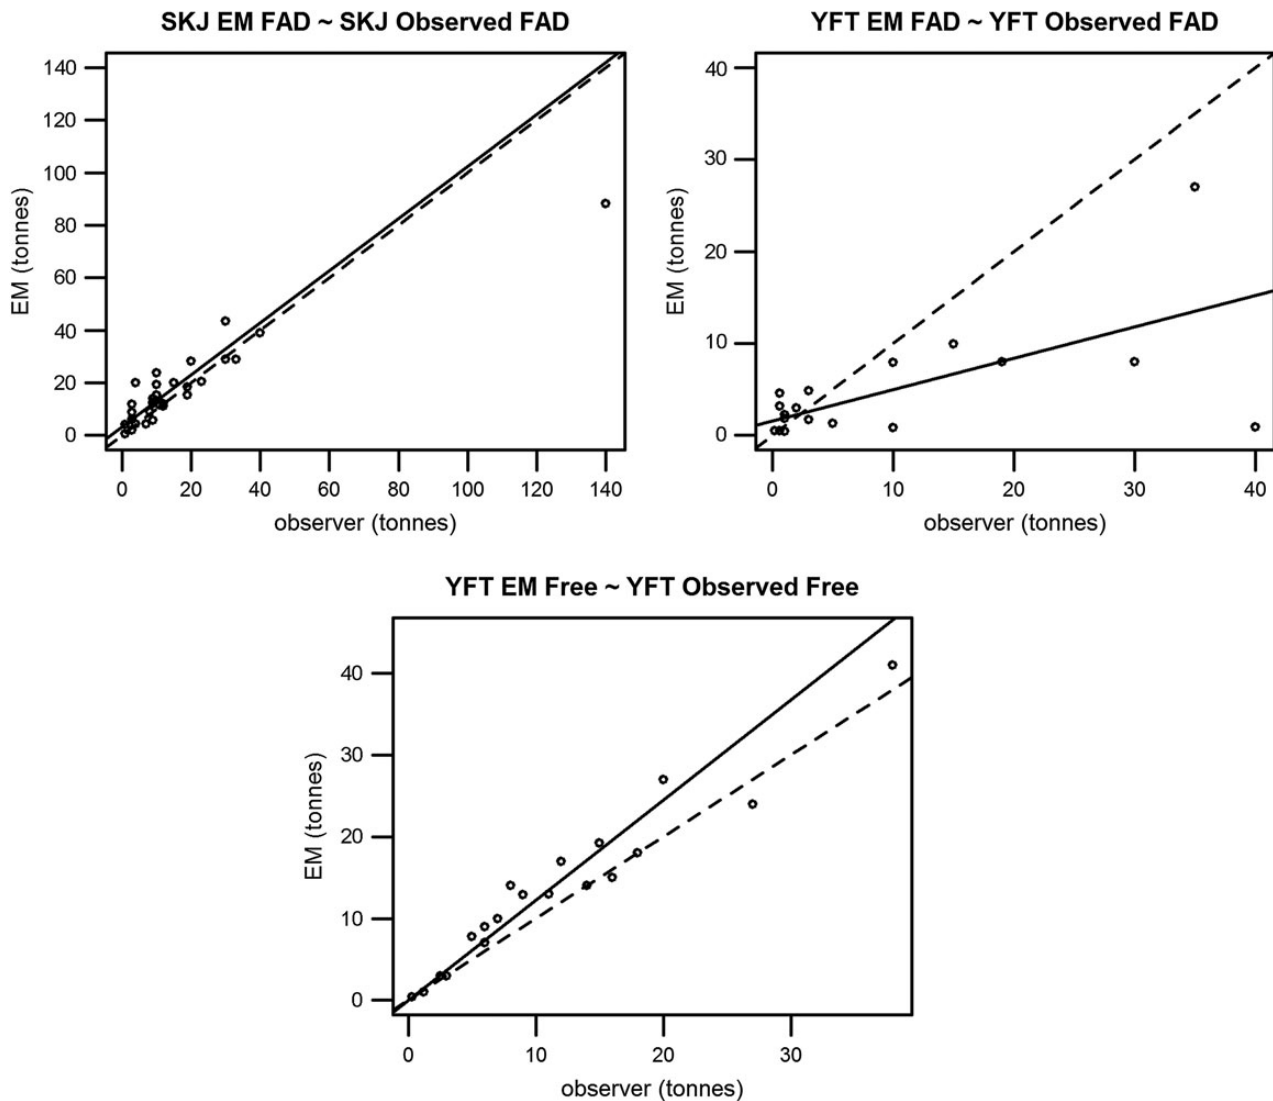 SKJ EM FAD ~ SKJ Observed FAD
140
120
100
80
60
40
20
0
EM (tonnes)
0 20 40 60 80 100 120 140
observer (tonnes)
YFT EM FAD ~ YFT Observed FAD
40
30
20
10
0
EM (tonnes)
0 10 20 30 40
observer (tonnes)
YFT EM Free ~ YFT Observed Free
40
30
20
10
0
EM (tonnes)
0 10 20 30
observer (tonnes)